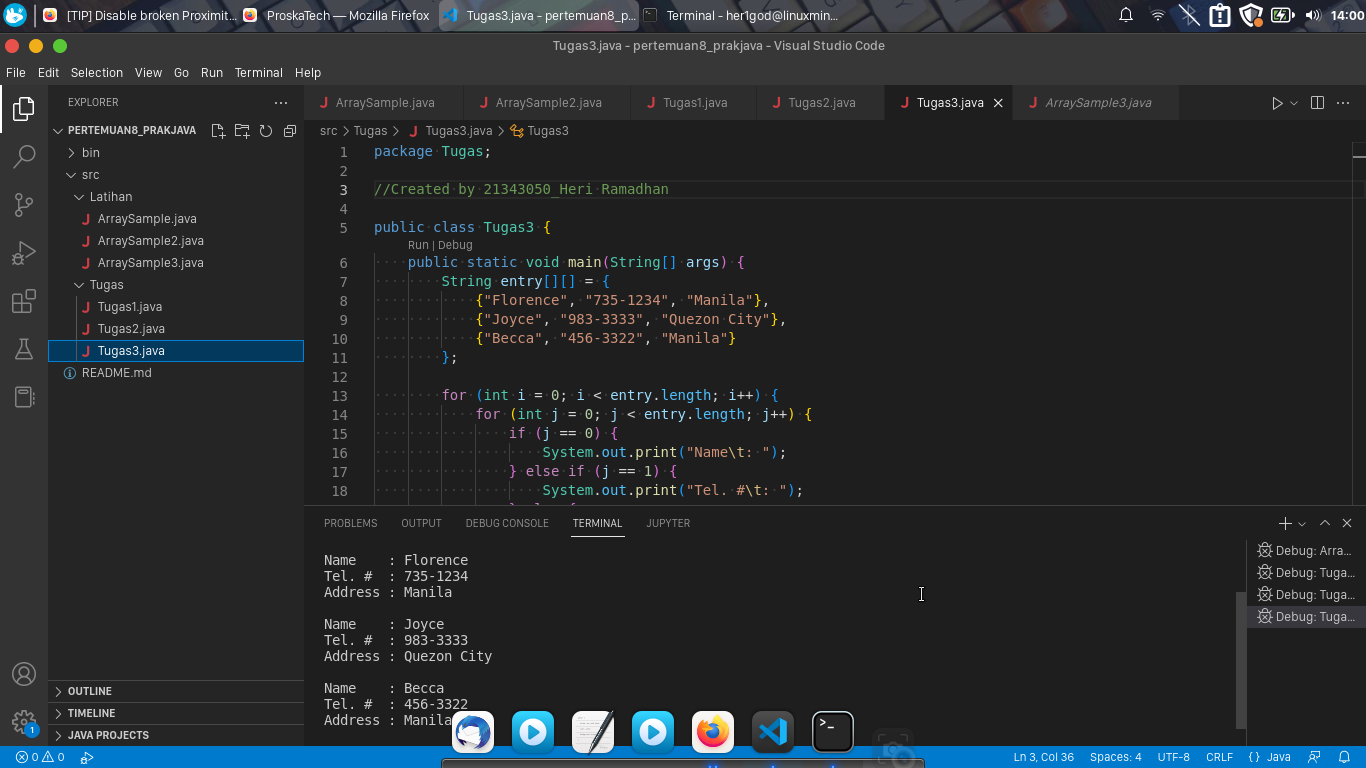 [TIP] Disable broken Proximit...
ProskaTech — Mozilla Firefox
Tugas3.java - pertemuan8_p...
Terminal - her1god@linuxmin...
14:00
Tugas3.java - pertemuan8_prakjava - Visual Studio Code
File Edit Selection View Go Run Terminal Help
EXPLORER
PERTEMUAN8_PRAKJAVA
bin
src
Latihan
ArraySample.java
ArraySample2.java
ArraySample3.java
Tugas
Tugas1.java
Tugas2.java
Tugas3.java
README.md
OUTLINE
TIMELINE
JAVA PROJECTS
ArraySample.java ArraySample2.java Tugas1.java Tugas2.java Tugas3.java ArraySample3.java
src > Tugas > Tugas3.java > Tugas3
1 package Tugas;
2
3 //Created by 21343050_Heri Ramadhan
4
5 public class Tugas3 {
Run | Debug
6 public static void main(String[] args) {
7 String entry[][] = {
8 {"Florence", "735-1234", "Manila"},
9 {"Joyce", "983-3333", "Quezon City"},
10 {"Becca", "456-3322", "Manila"}
11 };
12
13 for (int i = 0; i < entry.length; i++) {
14 for (int j = 0; j < entry.length; j++) {
15 if (j == 0) {
16 System.out.print("Name\t: ");
17 } else if (j == 1) {
18 System.out.print("Tel. #\t: ");
PROBLEMS OUTPUT DEBUG CONSOLE TERMINAL JUPYTER
Name : Florence
Tel. # : 735-1234
Address : Manila
Name : Joyce
Tel. # : 983-3333
Address : Quezon City
Name : Becca
Tel. # : 456-3322
Address : Manila
Debug: Arra...
Debug: Tuga...
Debug: Tuga...
Debug: Tuga...
1
0 0
Ln 3, Col 36 Spaces: 4 UTF-8 CRLF {} Java